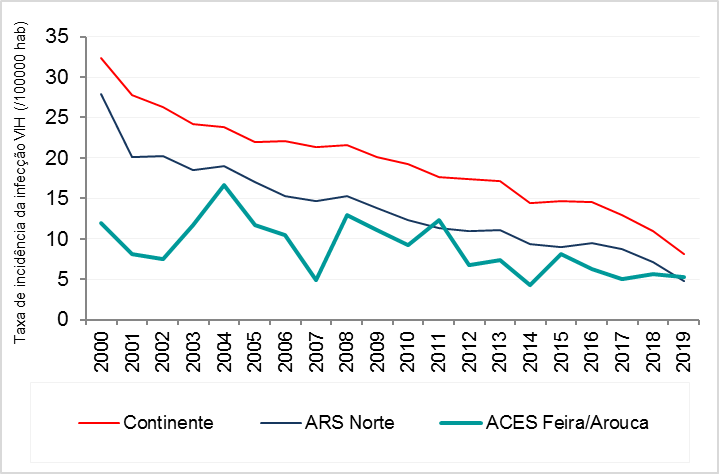 Taxa de incidência da infecção VIH (/100000 hab)
35
30
25
20
15
10
5
0
2000 2001 2002 2003 2004 2005 2006 2007 2008 2009 2010 2011 2012 2013 2014 2015 2016 2017 2018 2019
Continente ARS Norte ACES Feira/Arouca